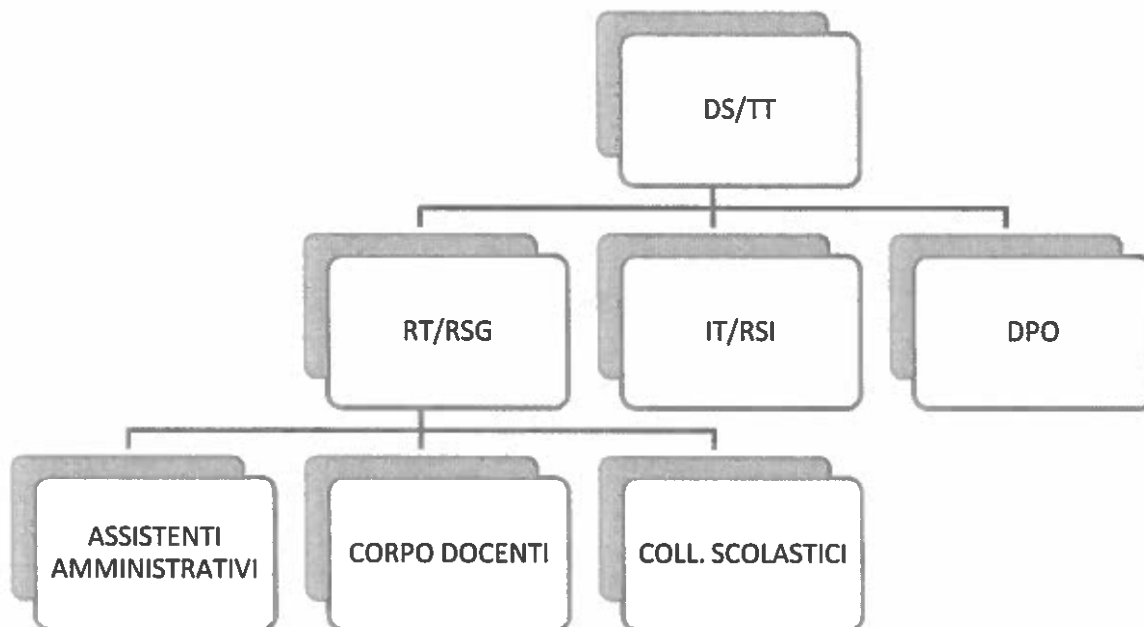 DS/TT
RT/RSG
IT/RSI
DPO
ASSISTENTI
AMMINISTRATIVI
CORPO DOCENTI
COLL. SCOLASTICI